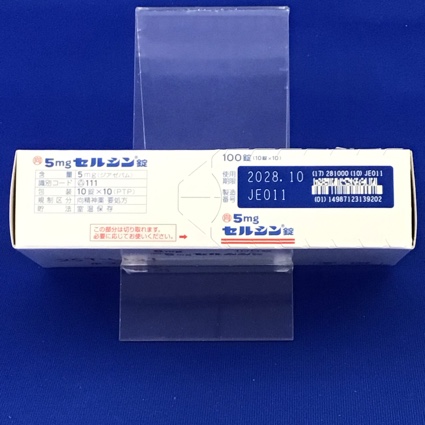 5mg セルシン錠
含量 5mg(ジアゼパム)
識別コード 111
包装 10錠×10(PTP)
規制区分 向精神薬 要処方
貯法 室温保存
この部分は切り取れます。
必要に応じてお使いください。
100錠(10錠×10)
使用期限 2028.10
製造番号 JE011
(17) 281000 (10) JE011
(01) 14987123139202
5mg
セルシン錠